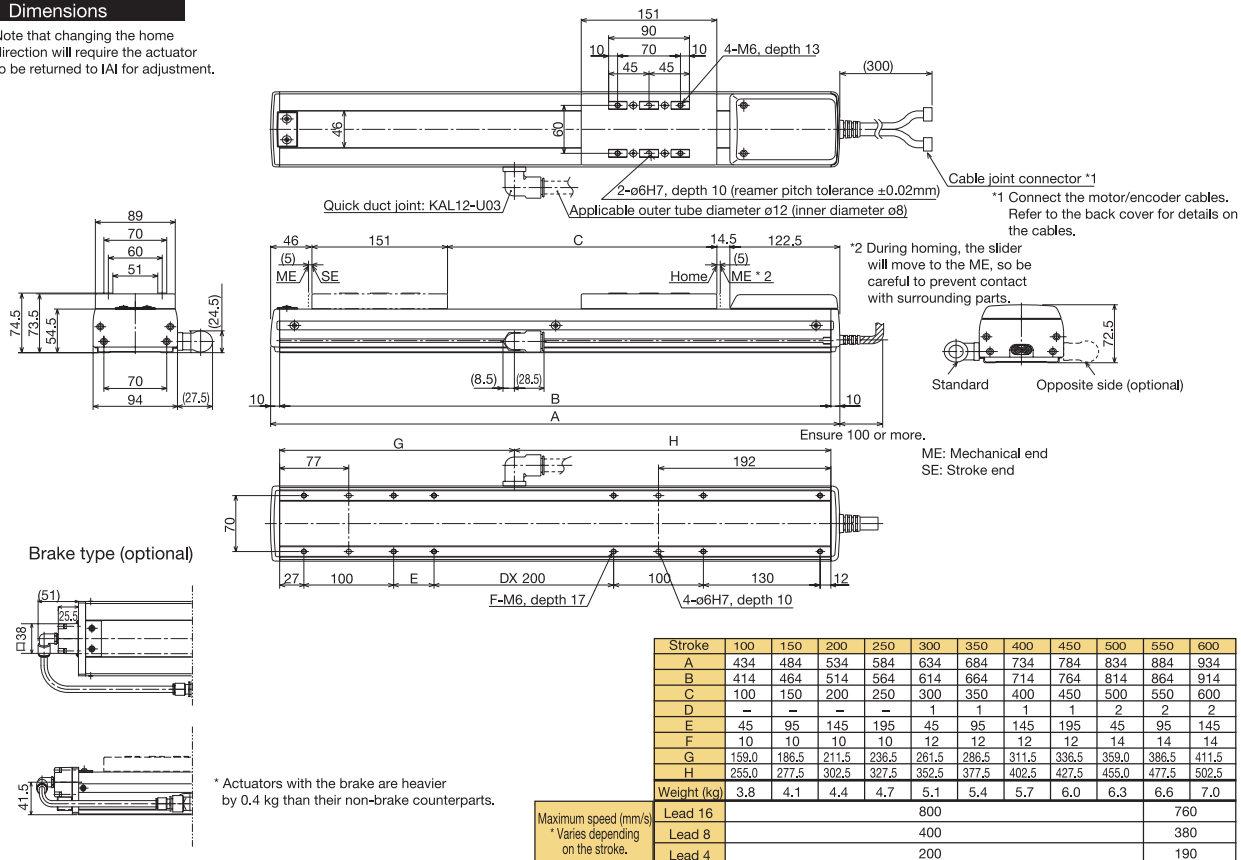 Dimensions
Note that changing the home
direction will require the actuator
to be returned to IAI for adjustment.
151
90
10 70 10
45 45
4-M6, depth 13
(300)
46
60
Cable joint connector *1
2-ø6H7, depth 10 (reamer pitch tolerance ±0.02mm)
Quick duct joint: KAL12-U03
Applicable outer tube diameter ø12 (inner diameter ø8)
*1 Connect the motor/encoder cables.
Refer to the back cover for details on
the cables.
89
70
60
51
74.5
73.5
54.5
(24.5)
70
94
(27.5)
46 151 C 14.5 122.5
(5) (5)
ME SE Home ME * 2
*2 During homing, the slider
will move to the ME, so be
careful to prevent contact
with surrounding parts.
72.5
Standard
Opposite side (optional)
(8.5) (28.5)
10 B 10
A
Ensure 100 or more.
ME: Mechanical end
SE: Stroke end
G H
77 192
70
27 100 E DX 200 100 130 12
F-M6, depth 17
4-ø6H7, depth 10
Brake type (optional)
(51)
25.5
□38
41.5
* Actuators with the brake are heavier
by 0.4 kg than their non-brake counterparts.
Stroke 100 150 200 250 300 350 400 450 500 550 600
A 434 484 534 584 634 684 734 784 834 884 934
B 414 464 514 564 614 664 714 764 814 864 914
C 100 150 200 250 300 350 400 450 500 550 600
D – – – – 1 1 1 1 2 2 2
E 45 95 145 195 45 95 145 195 45 95 145
F 10 10 10 10 12 12 12 12 14 14 14
G 159.0 186.5 211.5 236.5 261.5 286.5 311.5 336.5 359.0 386.5 411.5
H 255.0 277.5 302.5 327.5 352.5 377.5 402.5 427.5 455.0 477.5 502.5
Weight (kg) 3.8 4.1 4.4 4.7 5.1 5.4 5.7 6.0 6.3 6.6 7.0
Maximum speed (mm/s)
* Varies depending
on the stroke.
Lead 16 800 760
Lead 8 400 380
Lead 4 200 190